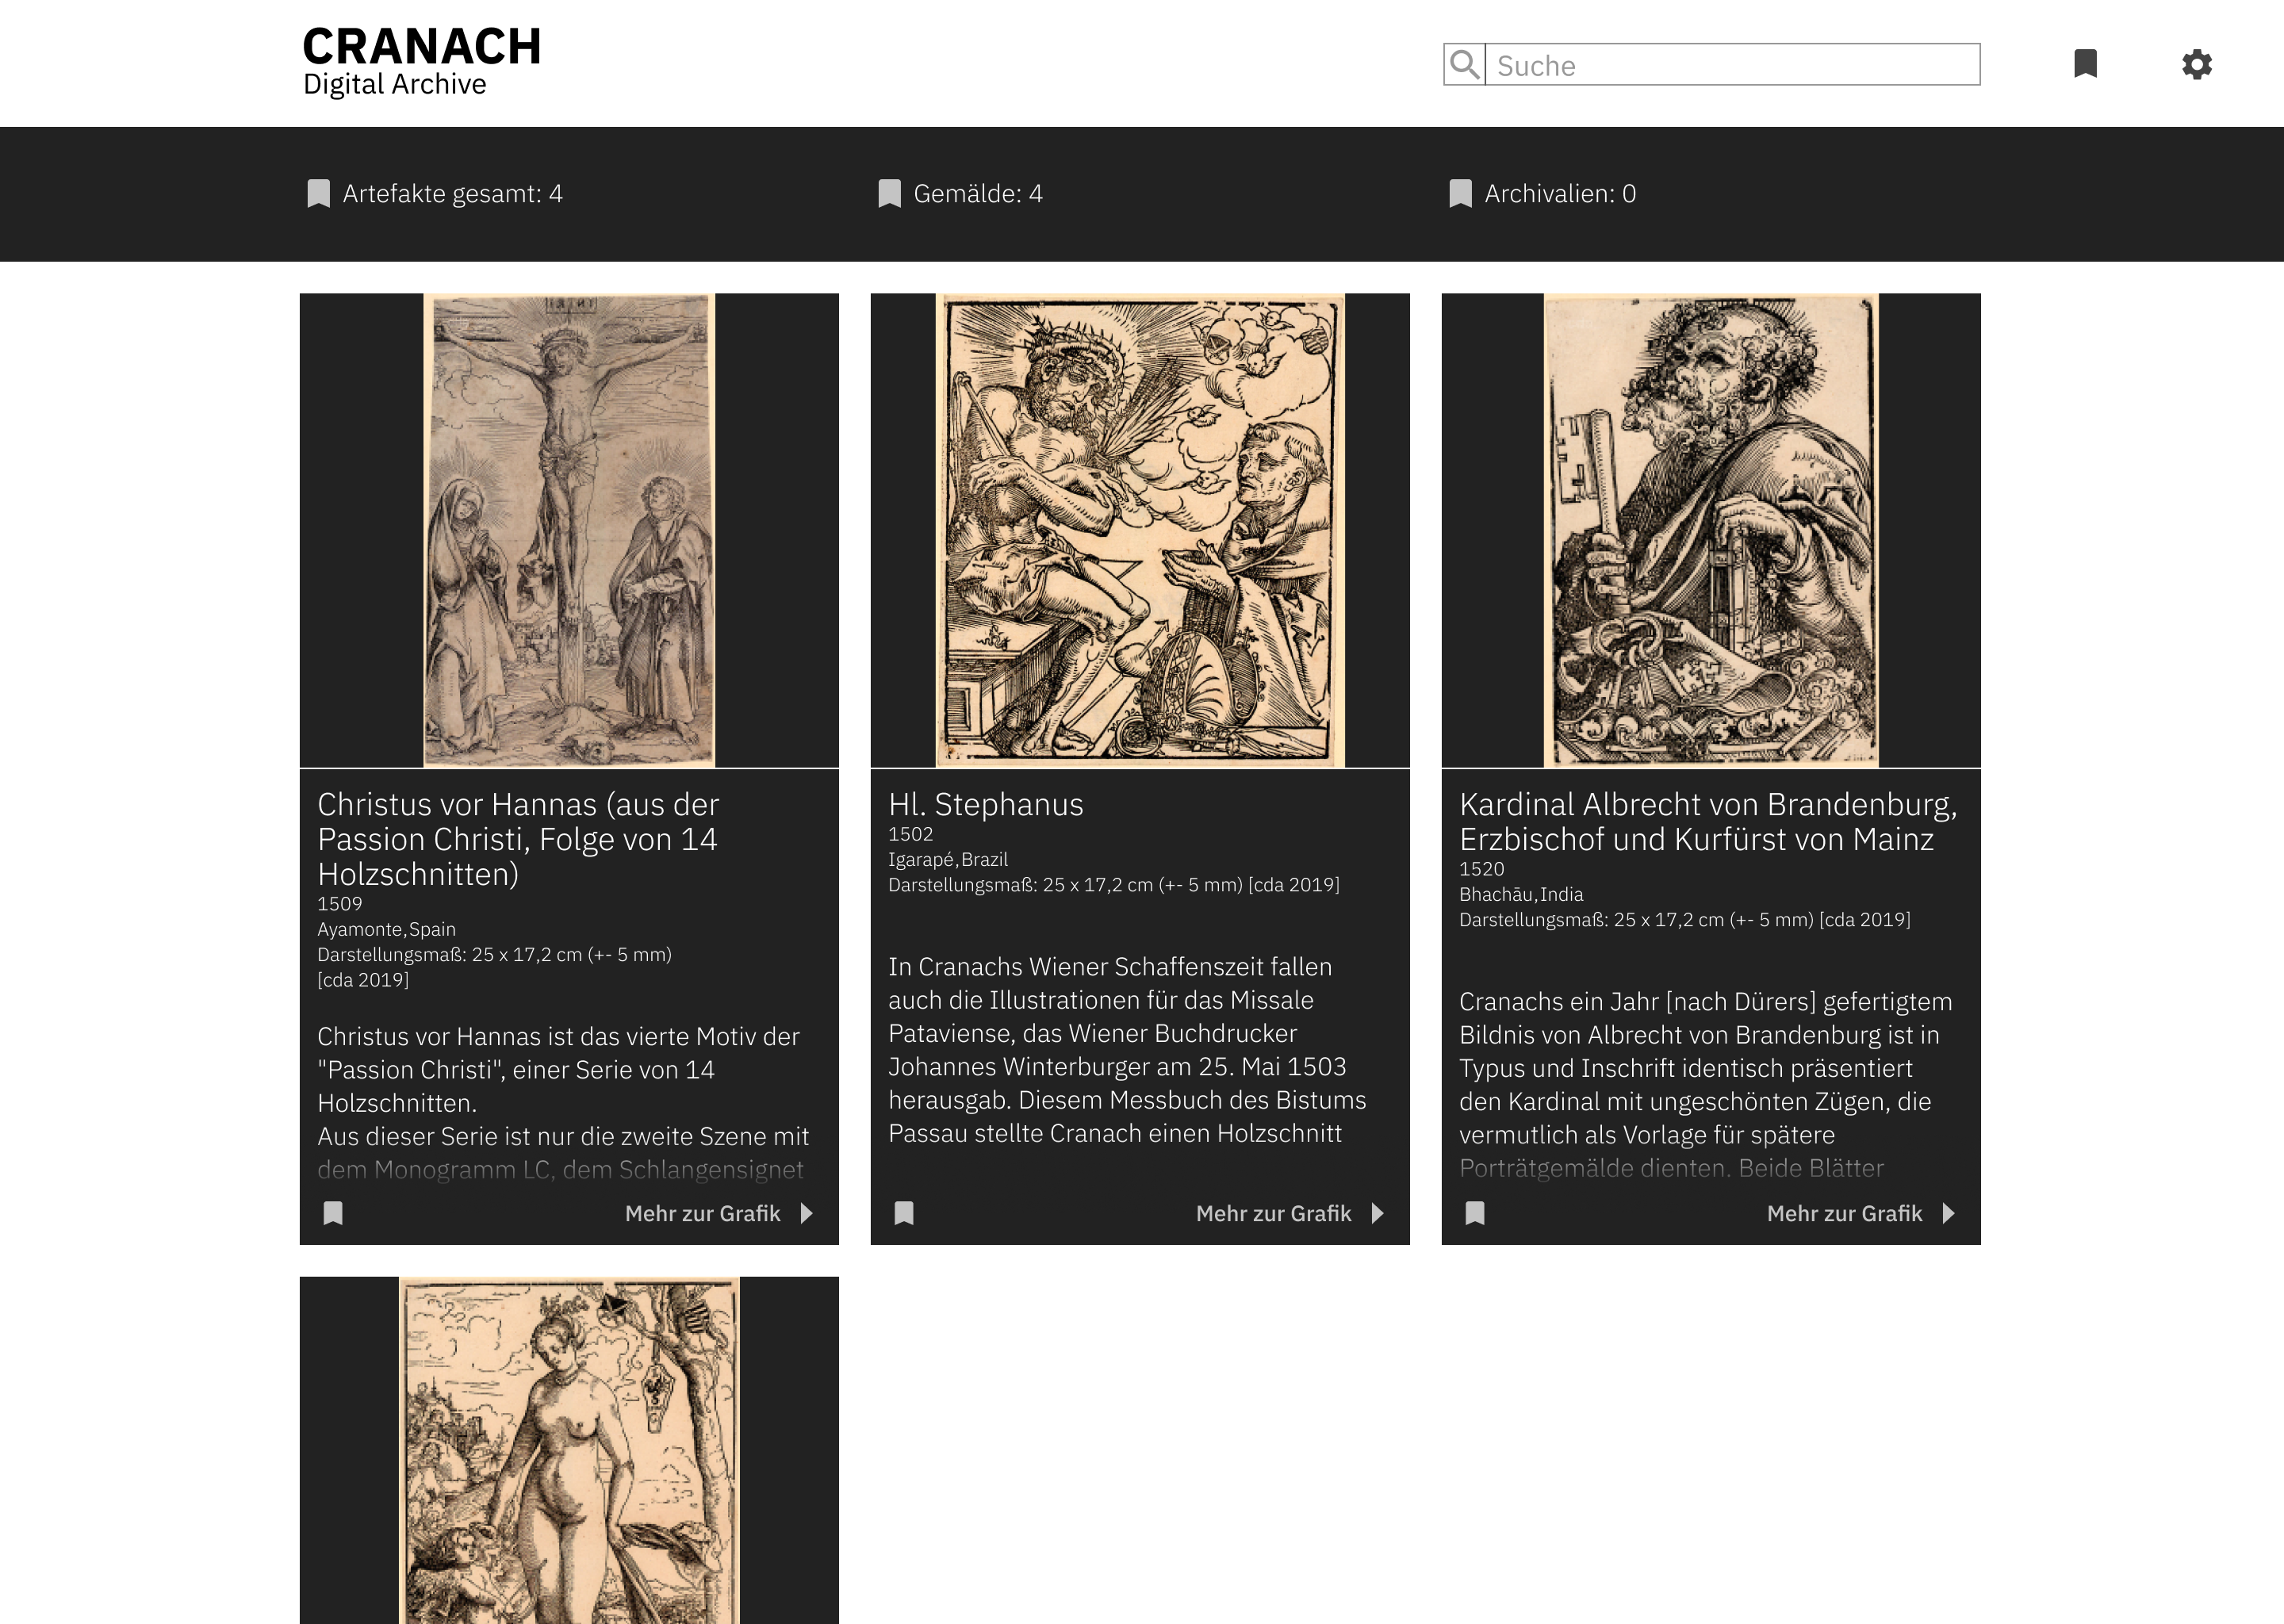 CRANACH
Digital Archive
Suche
Artefakte gesamt: 4
Gemälde: 4
Archivalien: 0
Christus vor Hannas (aus der
Passion Christi, Folge von 14
Holzschnitten)
1509
Ayamonte,Spain
Darstellungsmaß: 25 x 17,2 cm (+- 5 mm)
[cda 2019]
Christus vor Hannas ist das vierte Motiv der
"Passion Christi", einer Serie von 14
Holzschnitten.
Aus dieser Serie ist nur die zweite Szene mit
dem Monogramm LC, dem Schlangensignet
Mehr zur Grafik
Hl. Stephanus
1502
Igarapé,Brazil
Darstellungsmaß: 25 x 17,2 cm (+- 5 mm) [cda 2019]
In Cranachs Wiener Schaffenszeit fallen
auch die Illustrationen für das Missale
Pataviense, das Wiener Buchdrucker
Johannes Winterburger am 25. Mai 1503
herausgab. Diesem Messbuch des Bistums
Passau stellte Cranach einen Holzschnitt
Mehr zur Grafik
Kardinal Albrecht von Brandenburg,
Erzbischof und Kurfürst von Mainz
1520
Bhachāu,India
Darstellungsmaß: 25 x 17,2 cm (+- 5 mm) [cda 2019]
Cranachs ein Jahr [nach Dürers] gefertigtem
Bildnis von Albrecht von Brandenburg ist in
Typus und Inschrift identisch präsentiert
den Kardinal mit ungeschönten Zügen, die
vermutlich als Vorlage für spätere
Porträtgemälde dienten. Beide Blätter
Mehr zur Grafik